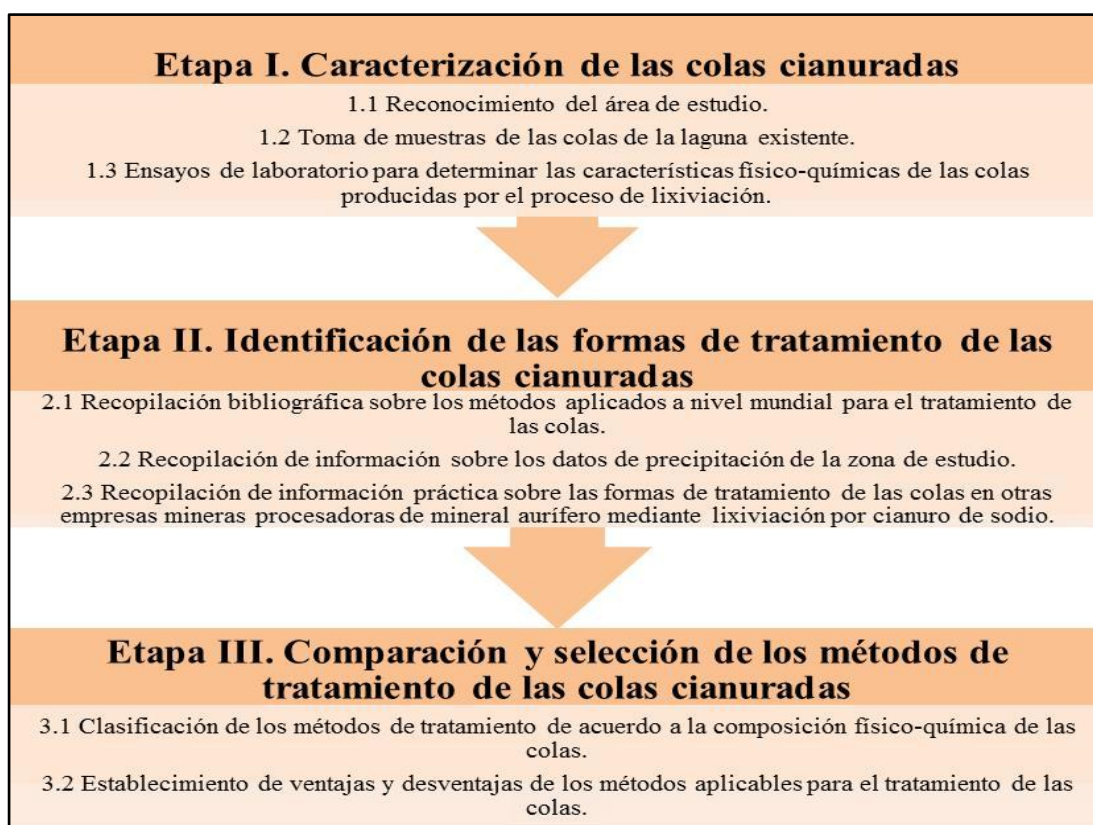 Etapa I. Caracterización de las colas cianuradas
1.1 Reconocimiento del área de estudio.
1.2 Toma de muestras de las colas de la laguna existente.
1.3 Ensayos de laboratorio para determinar las características físico-químicas de las colas
producidas por el proceso de lixiviación.
Etapa II. Identificación de las formas de tratamiento de las
colas cianuradas
2.1 Recopilación bibliográfica sobre los métodos aplicados a nivel mundial para el tratamiento de
las colas.
2.2 Recopilación de información sobre los datos de precipitación de la zona de estudio.
2.3 Recopilación de información práctica sobre las formas de tratamiento de las colas en otras
empresas mineras procesadoras de mineral aurífero mediante lixiviación por cianuro de sodio.
Etapa III. Comparación y selección de los métodos de
tratamiento de las colas cianuradas
3.1 Clasificación de los métodos de tratamiento de acuerdo a la composición físico-química de las
colas.
3.2 Establecimiento de ventajas y desventajas de los métodos aplicables para el tratamiento de las
colas.